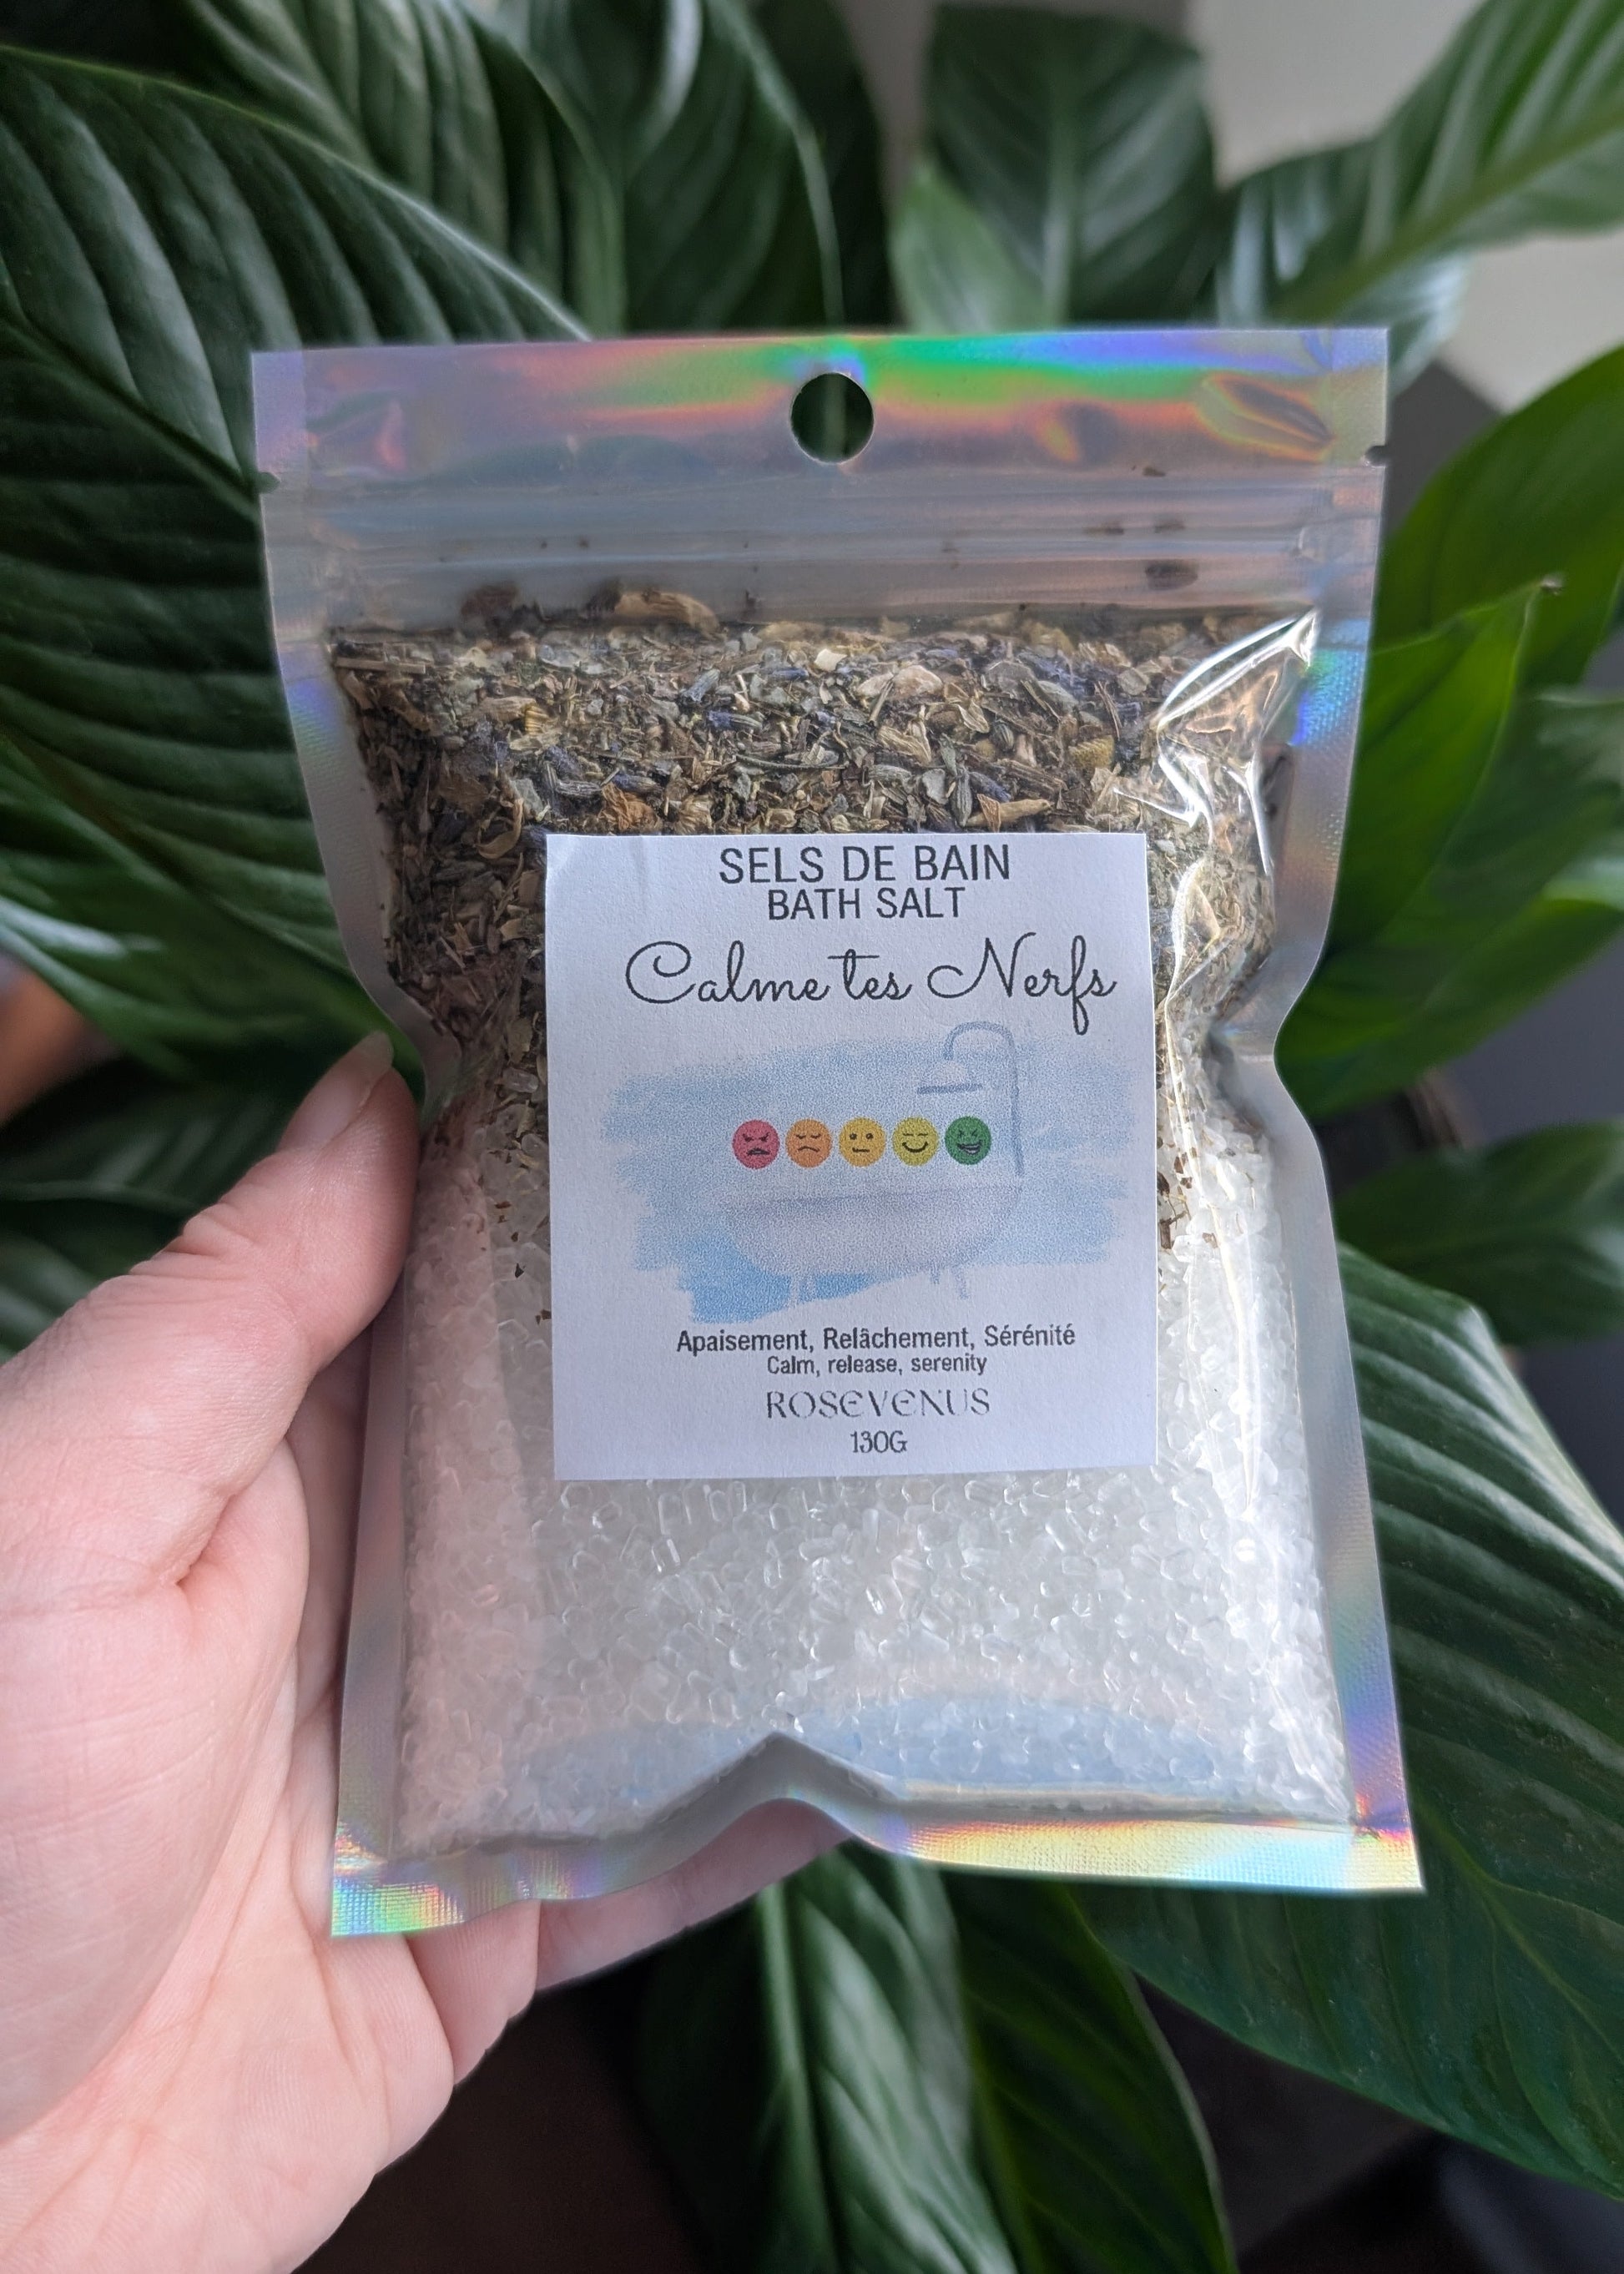 SELS DE BAIN
BATH SALT
Calme tes Nerfs
Apaisement, Relâchement, Sérénité
Calm, release, serenity
ROSEVENUS
130G